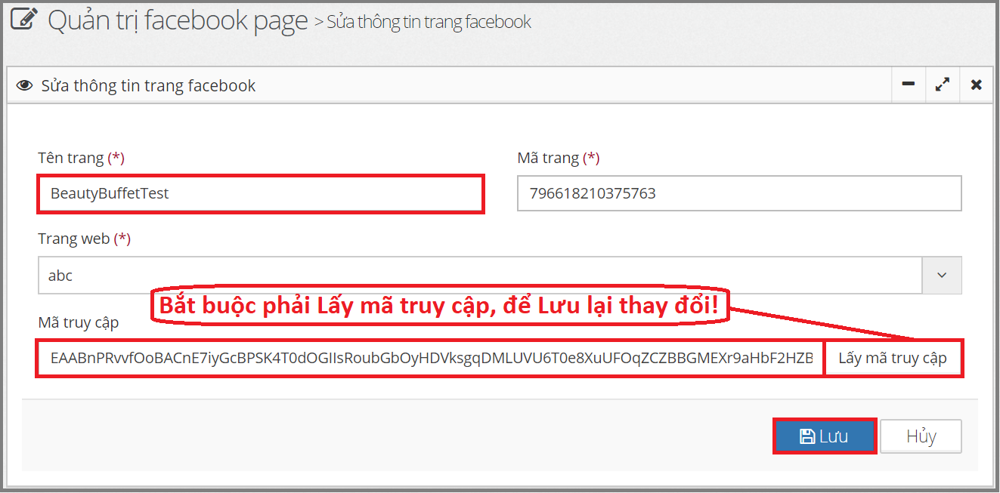 Quản trị facebook page > Sửa thông tin trang facebook
Sửa thông tin trang facebook
Tên trang (*)
Mã trang (*)
BeautyBuffetTest
796618210375763
Trang web (*)
abc
Bắt buộc phải Lấy mã truy cập, để Lưu lại thay đổi!
Mã truy cập
EAABnPRvvfOoBACnE7iyGcBPSK4T0dOGIIsRoubGbOyHDVksgqDMLUVU6T0e8XuUFOqZCZBBGMEXr9aHbF2HZB
Lấy mã truy cập
Lưu
Hủy